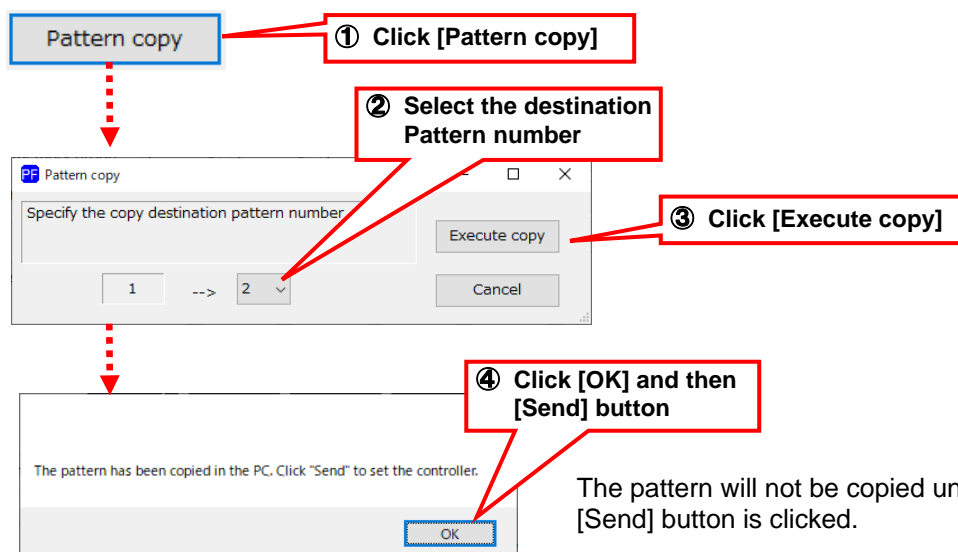 Pattern copy
① Click [Pattern copy]
② Select the destination
Pattern number
PF Pattern copy
Specify the copy destination pattern number
Execute copy
③ Click [Execute copy]
1 --> 2
Cancel
④ Click [OK] and then
[Send] button
The pattern has been copied in the PC. Click "Send" to set the controller.
OK
The pattern will not be copied
[Send] button is clicked.